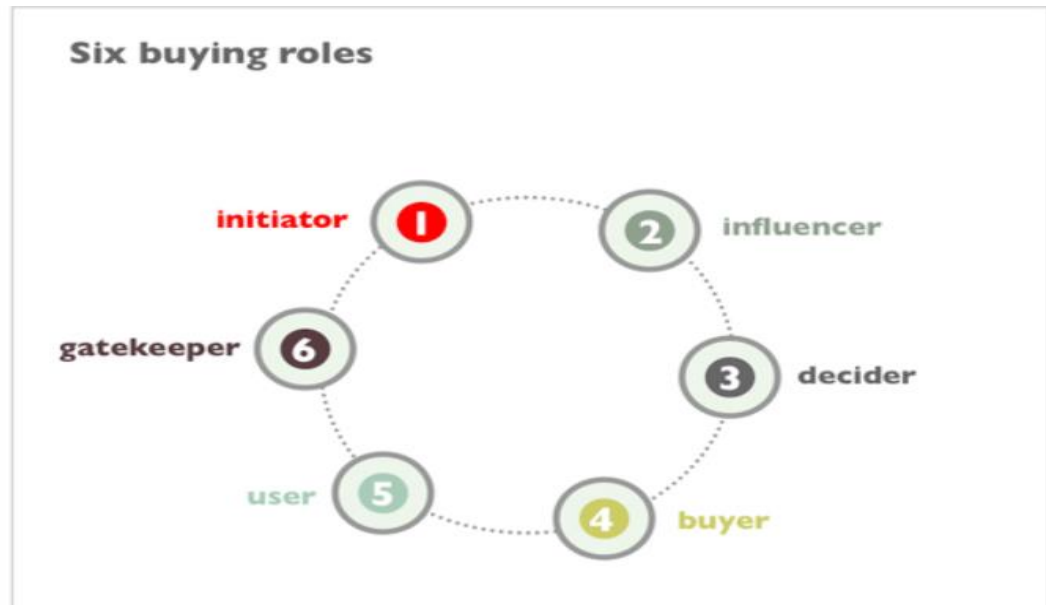 Six buying roles
initiator 1
2 influencer
gatekeeper 6
3 decider
user 5
4 buyer